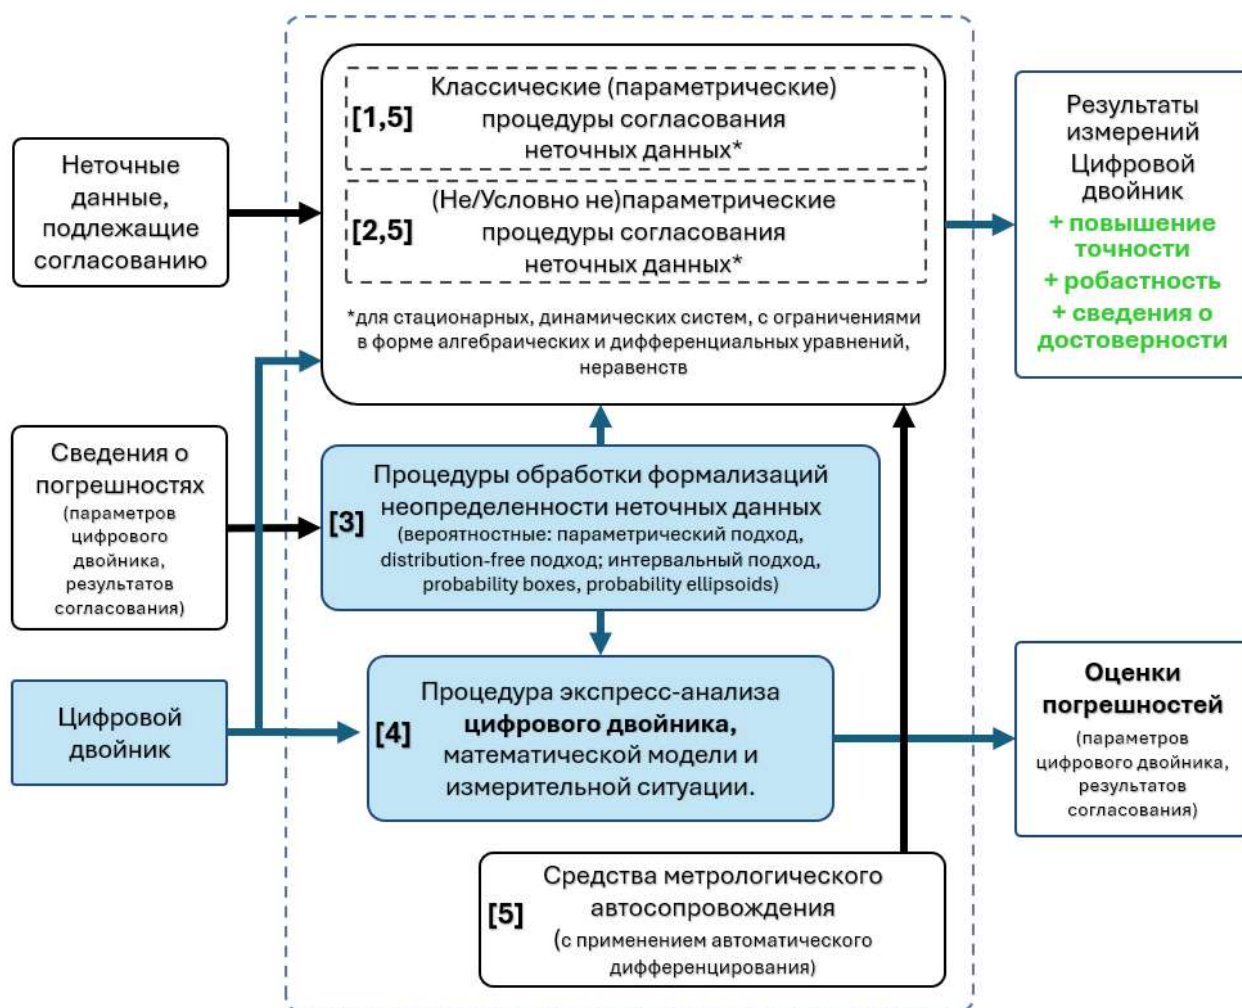 Неточные
данные,
подлежащие
согласованию
Сведения о
погрешностях
(параметров
цифрового
двойника,
результатов
согласования)
Цифровой
двойник
Классические (параметрические)
[1,5]
процедуры согласования
неточных данных*
(Не/Условно не)параметрические
[2,5]
процедуры согласования
неточных данных*
*для стационарных, динамических систем, с ограничениями
в форме алгебраических и дифференциальных уравнений,
неравенств
Процедуры обработки формализаций
неопределенности неточных данных
[3]
(вероятностные: параметрический подход,
distribution-free подход; интервальный подход,
probability boxes, probability ellipsoids)
Процедура экспресс-анализа
[4]
цифрового двойника,
математической модели и
измерительной ситуации.
Средства метрологического
[5]
автосопровождения
(с применением автоматического
дифференцирования)
Результаты
измерений
Цифровой
двойник
+ повышение
точности
+ робастность
+ сведения о
достоверности
Оценки
погрешностей
(параметров
цифрового двойника,
результатов
согласования)